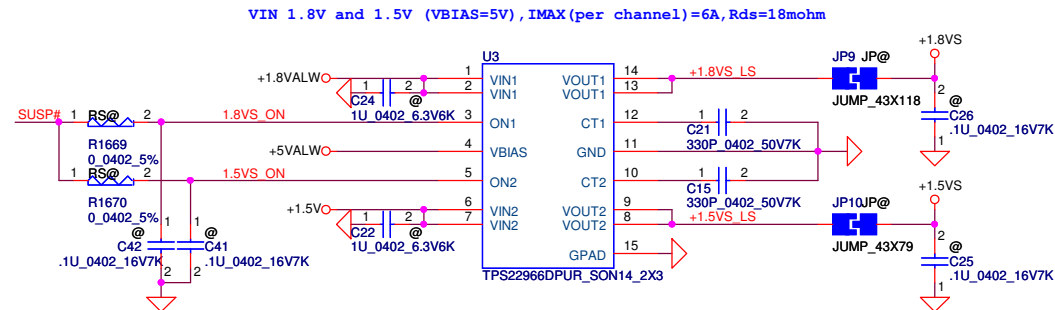 VIN 1.8V and 1.5V (VBIAS=5V),IMAX(per channel)=6A,Rds=18mohm
U3
+1.8VALW
1 VIN1
2 VIN1
C24
1 2
@
1U_0402_6.3V6K
SUSP#
1 RS@ 2
R1669
0_0402_5%
1.8VS_ON
3 ON1
+5VALW
4 VBIAS
1 RS@ 2
R1670
0_0402_5%
1.5VS_ON
5 ON2
+1.5V
6 VIN2
7 VIN2
C22
1 2
@
1U_0402_6.3V6K
1
@
C42
.1U_0402_16V7K
2
1
@
C41
.1U_0402_16V7K
2
VOUT1 14
VOUT1 13
+1.8VS_LS
CT1 12
1 2
C21
330P_0402_50V7K
GND 11
CT2 10
1 2
C15
330P_0402_50V7K
VOUT2 9
VOUT2 8
+1.5VS_LS
GPAD 15
TPS22966DPUR_SON14_2X3
JP9 JP@
JUMP_43X118
+1.8VS
2
@
C26
.1U_0402_16V7K
1
JP10 JP@
JUMP_43X79
+1.5VS
2
@
C25
.1U_0402_16V7K
1